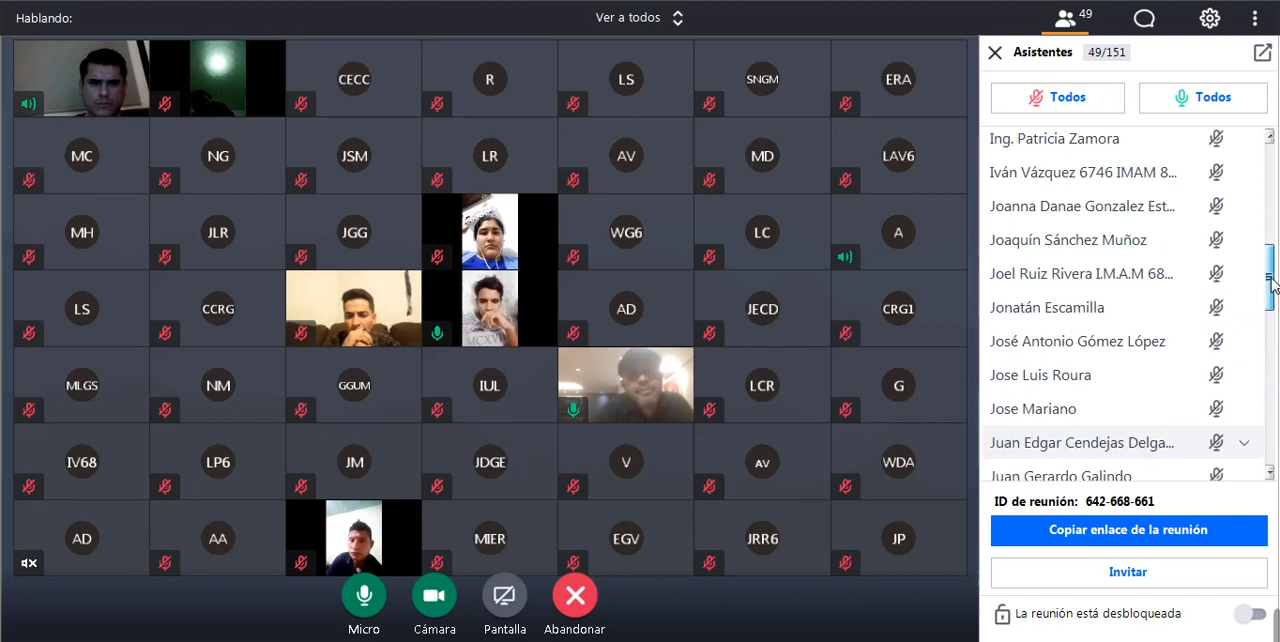 Hablando:
Ver a todos
49
Asistentes 49/151
Todos
Todos
CECC R LS SNGM ERA
MC NG JSM LR AV MD LAV6
MH JLR JGG WG6 LC A
LS CCRG AD JECD CRG1
MCXVI
MLGS NM GGUM IUL LCR G
IV68 LP6 JM JDGE V AV WDA
AD AA MIER EGV JRR6 JP
Ing. Patricia Zamora
Iván Vázquez 6746 IMAM 8...
Joanna Danae Gonzalez Est...
Joaquín Sánchez Muñoz
Joel Ruiz Rivera I.M.A.M 68...
Jonatán Escamilla
José Antonio Gómez López
Jose Luis Roura
Jose Mariano
Juan Edgar Cendejas Delga...
Juan Gerardo Galindo
ID de reunión: 642-668-661
Copiar enlace de la reunión
Invitar
La reunión está desbloqueada
Micro Cámara Pantalla Abandonar